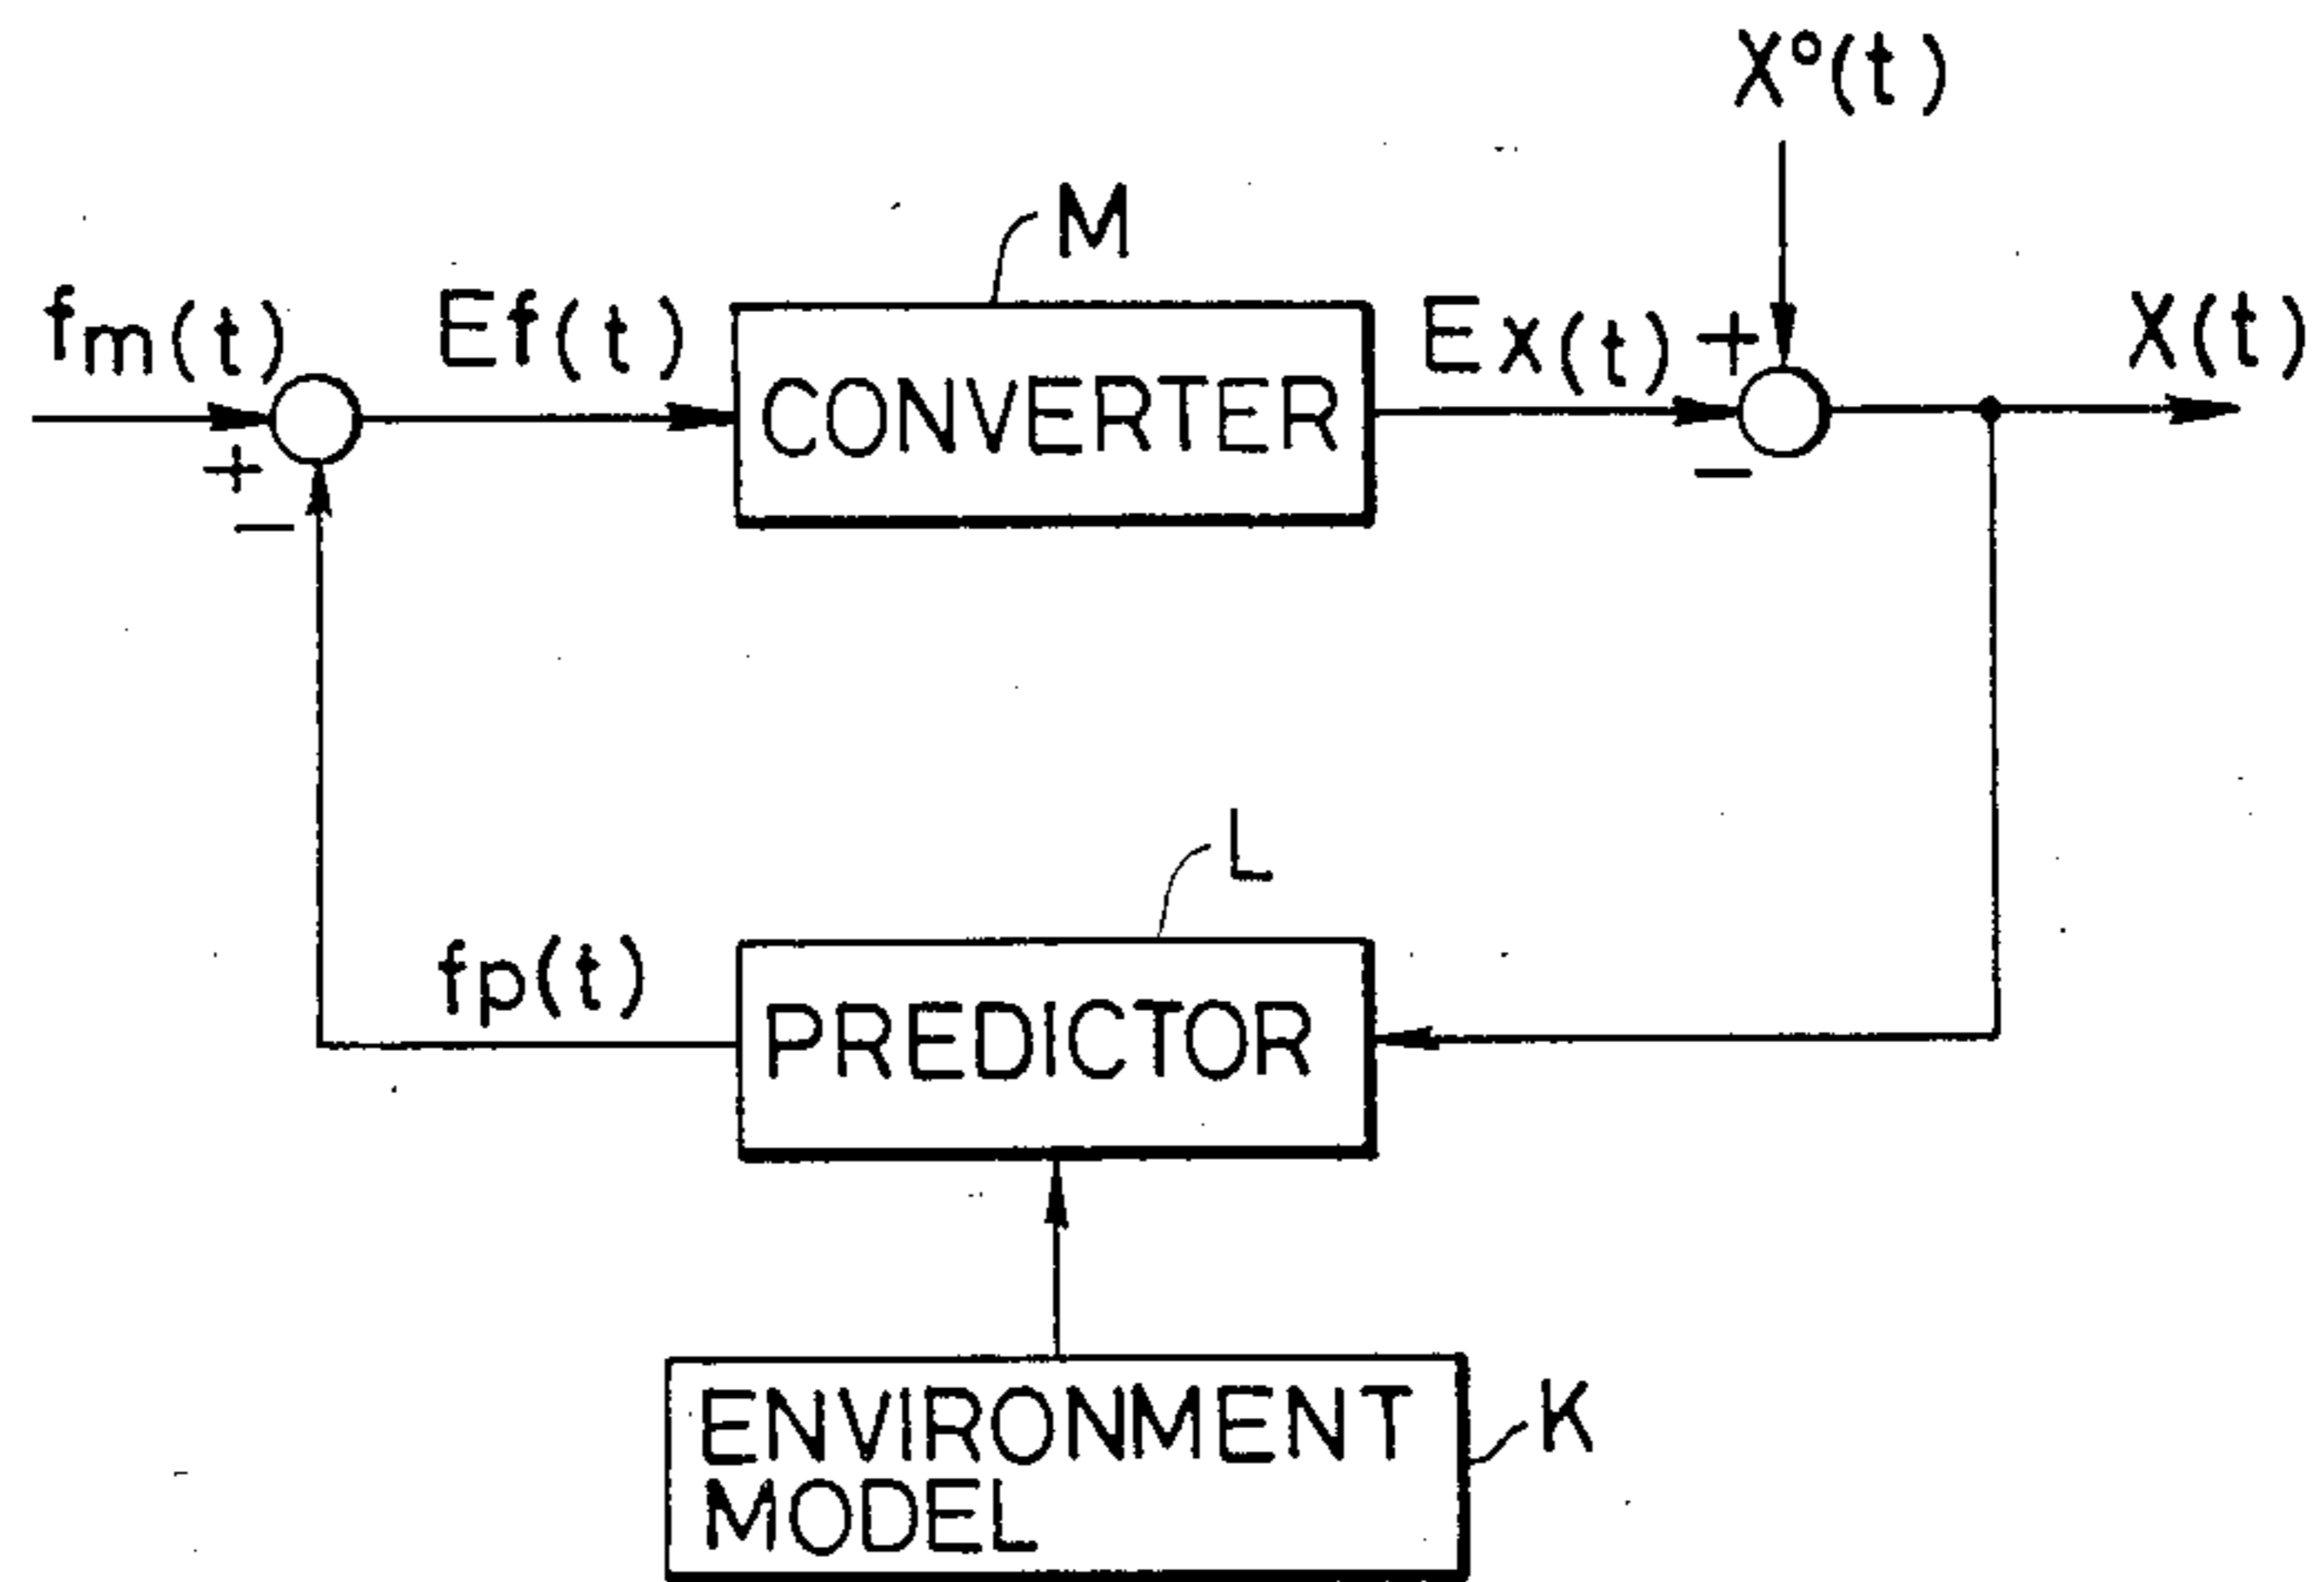 X°(t)
M
fm(t)
Ef(t)
Ex(t)
+
X(t)
CONVERTER
+
−
−
L
fp(t)
PREDICTOR
ENVIRONMENT
MODEL
K